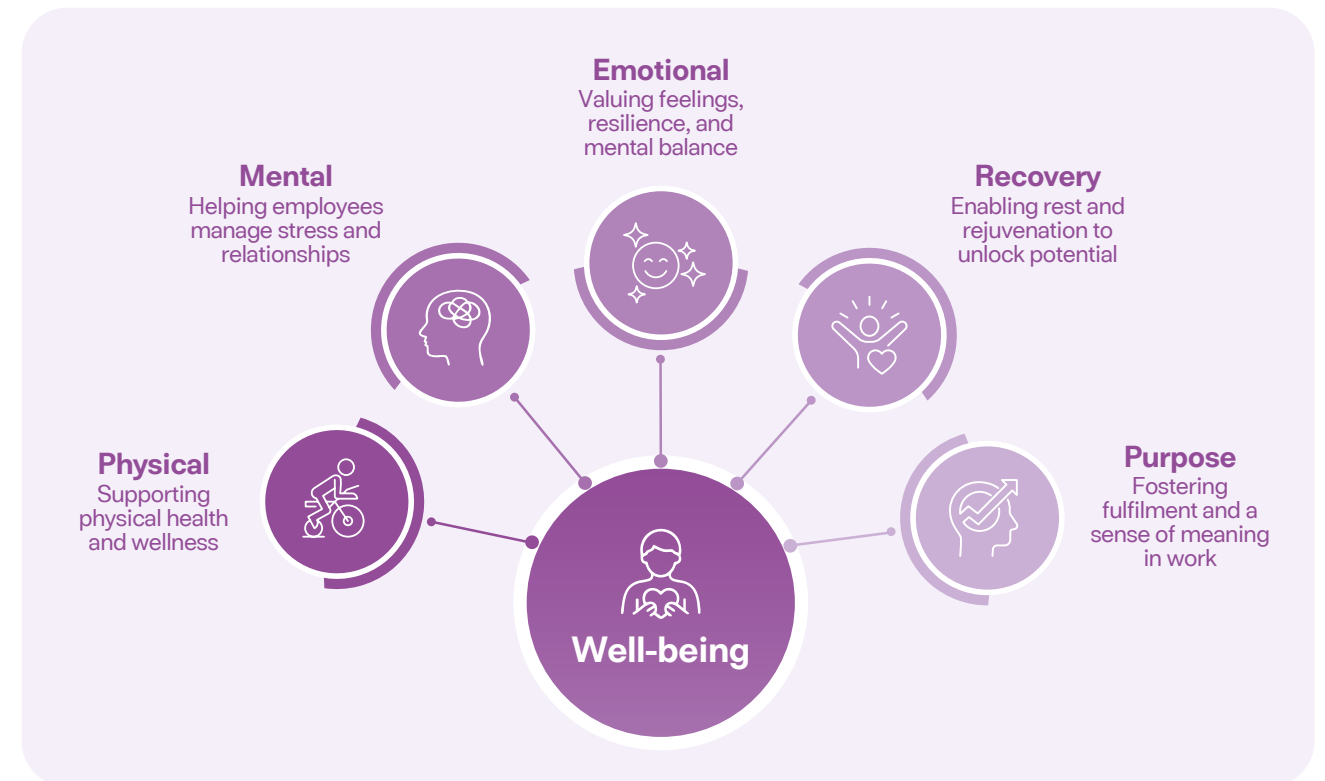 Emotional
Valuing feelings,
resilience, and
mental balance
Mental
Helping employees
manage stress and
relationships
Recovery
Enabling rest and
rejuvenation to
unlock potential
Physical
Supporting
physical health
and wellness
Purpose
Fostering
fulfilment and a
sense of meaning
in work
Well-being